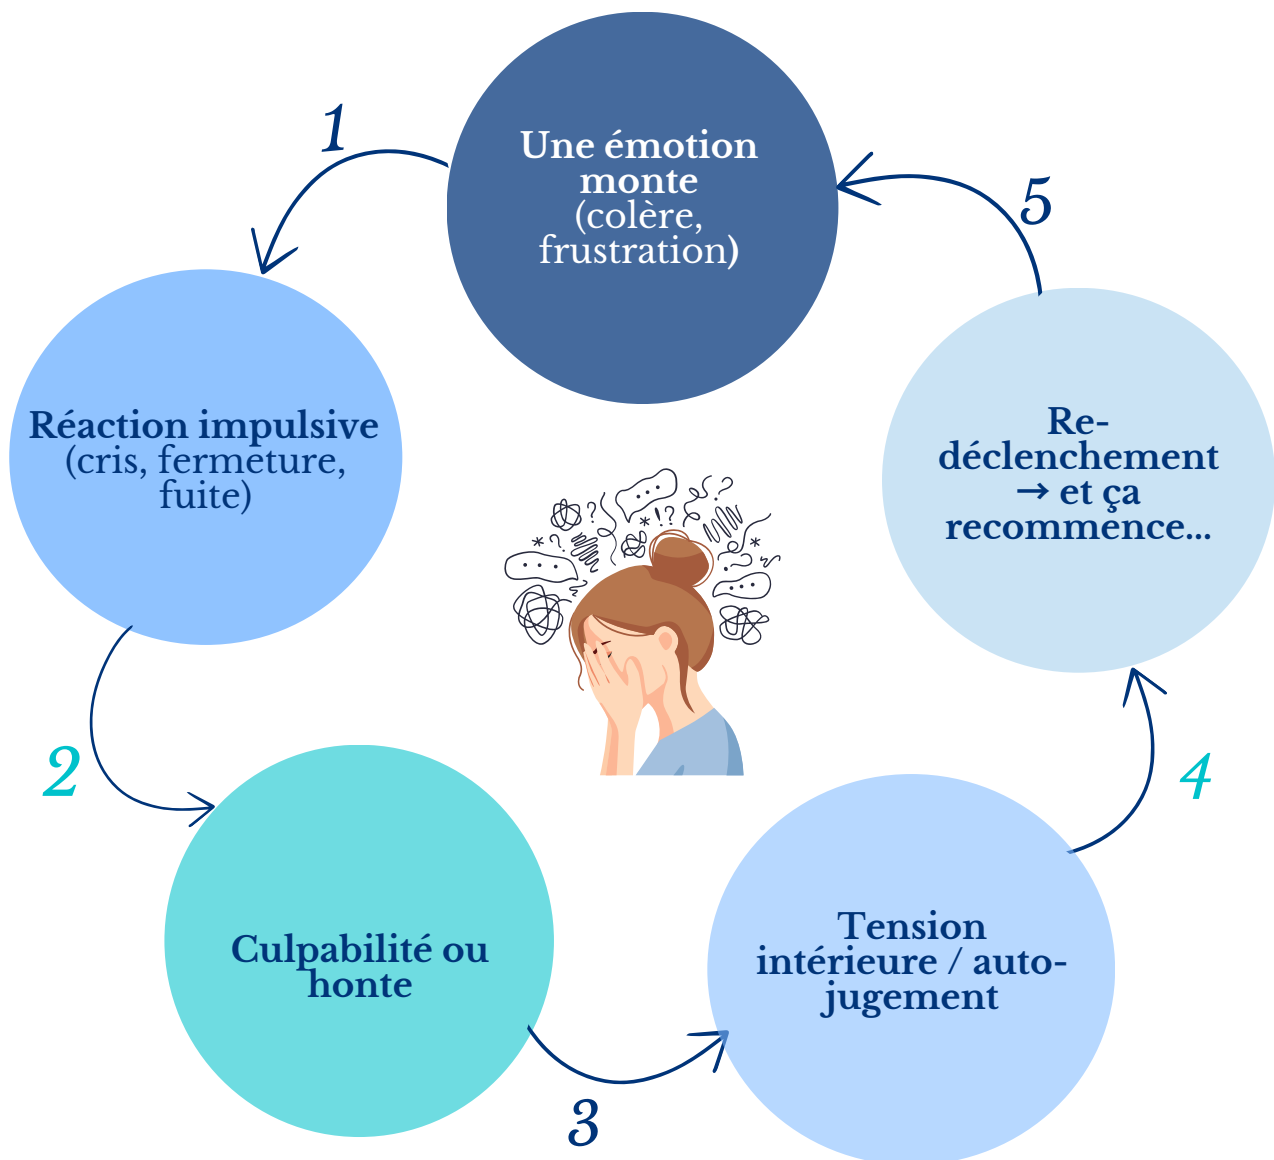 Une émotion
monte
(colère,
frustration)
1
Réaction impulsive
(cris, fermeture,
fuite)
2
Culpabilité ou
honte
3
Tension
intérieure / auto-
jugement
4
Re-
déclenchement
→ et ça
recommence...
5